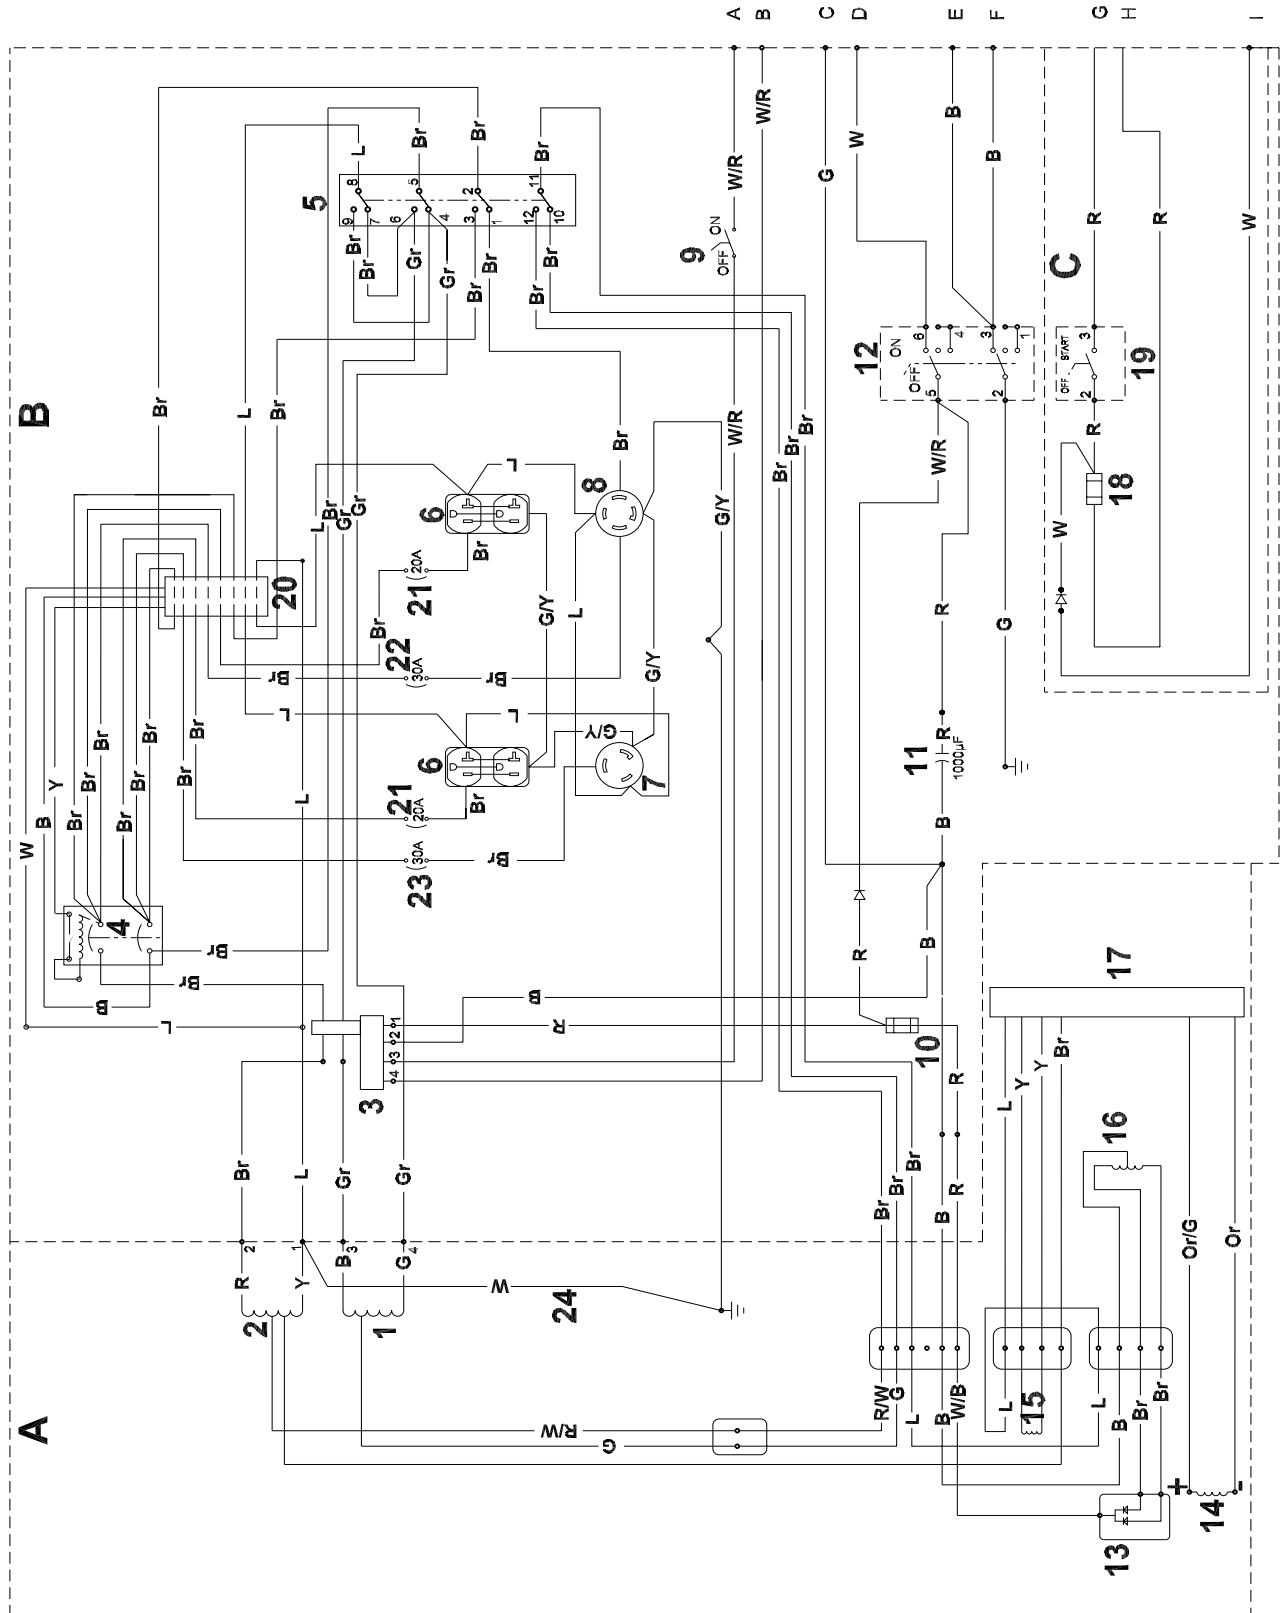 A
B
C
D
E
F
G
H
I
B
W/R
W/R
G
W
B
B
R
R
W
L
Br
Br
Br
5
8
5
2
11
9
7
6
4
3
1
12
10
Br
Br
Gr
Gr
Br
Br
Br
Br
9
OFF
ON
C
12
ON
OFF
6
4
3
1
5
2
19
OFF
START
3
2
Br
L
Br
Br
W/R
Br
Br
Br
W/R
R
18
W
L
Br
Gr
Gr
6
L
8
G/Y
20
21
20A
Br
G/Y
L
R
G
Br
22
30A
Br
Br
G/Y
Br
L
L
G/Y
6
7
11
R
1000µF
W
B
Y
Br
Br
Br
Br
Br
Br
L
21
20A
Br
23
30A
Br
B
4
Br
Br
B
L
B
R
R
B
17
3
1
2
3
4
10
R
L
Y
Y
Br
16
Br
L
Gr
Gr
Br
Br
Br
B
R
2
1
3
4
R
Y
B
G
Or/G
Or
2
1
W
24
A
R/W
G
R/W
G
L
B
W/B
L
15
L
B
Br
Br
13
+
14
-